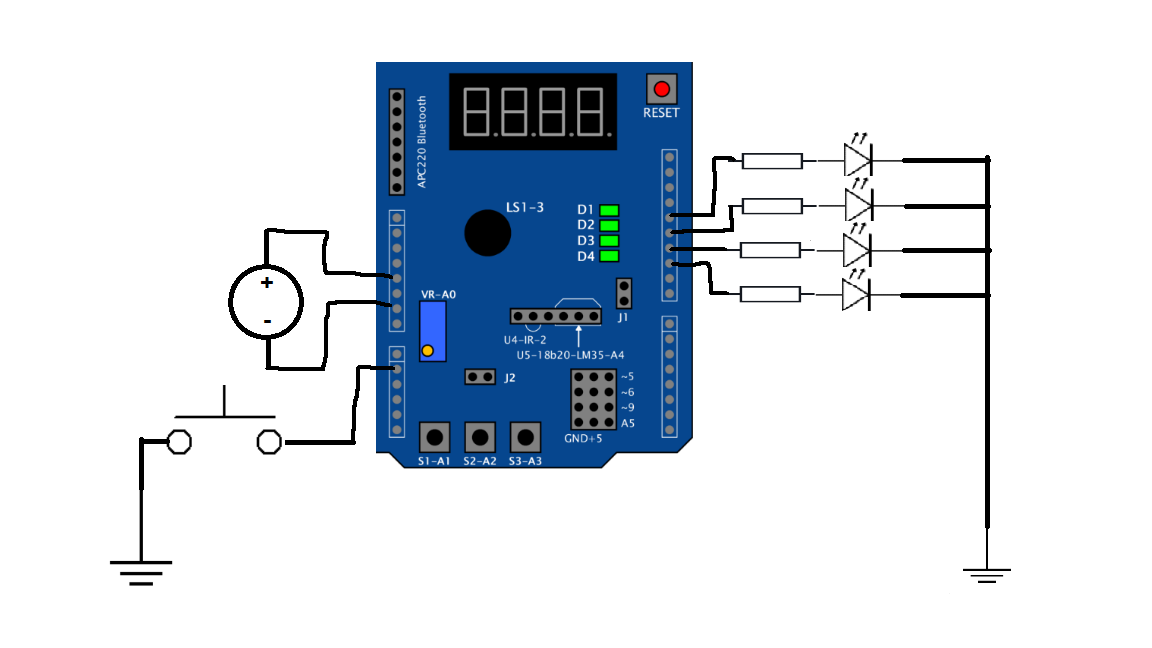 RESET
APC220 Bluetooth
LS1-3
D1
D2
D3
D4
+
-
VR-A0
J1
U4-IR-2
U5-18b20-LM35-A4
J2
~5
~6
~9
A5
GND+5
S1-A1 S2-A2 S3-A3